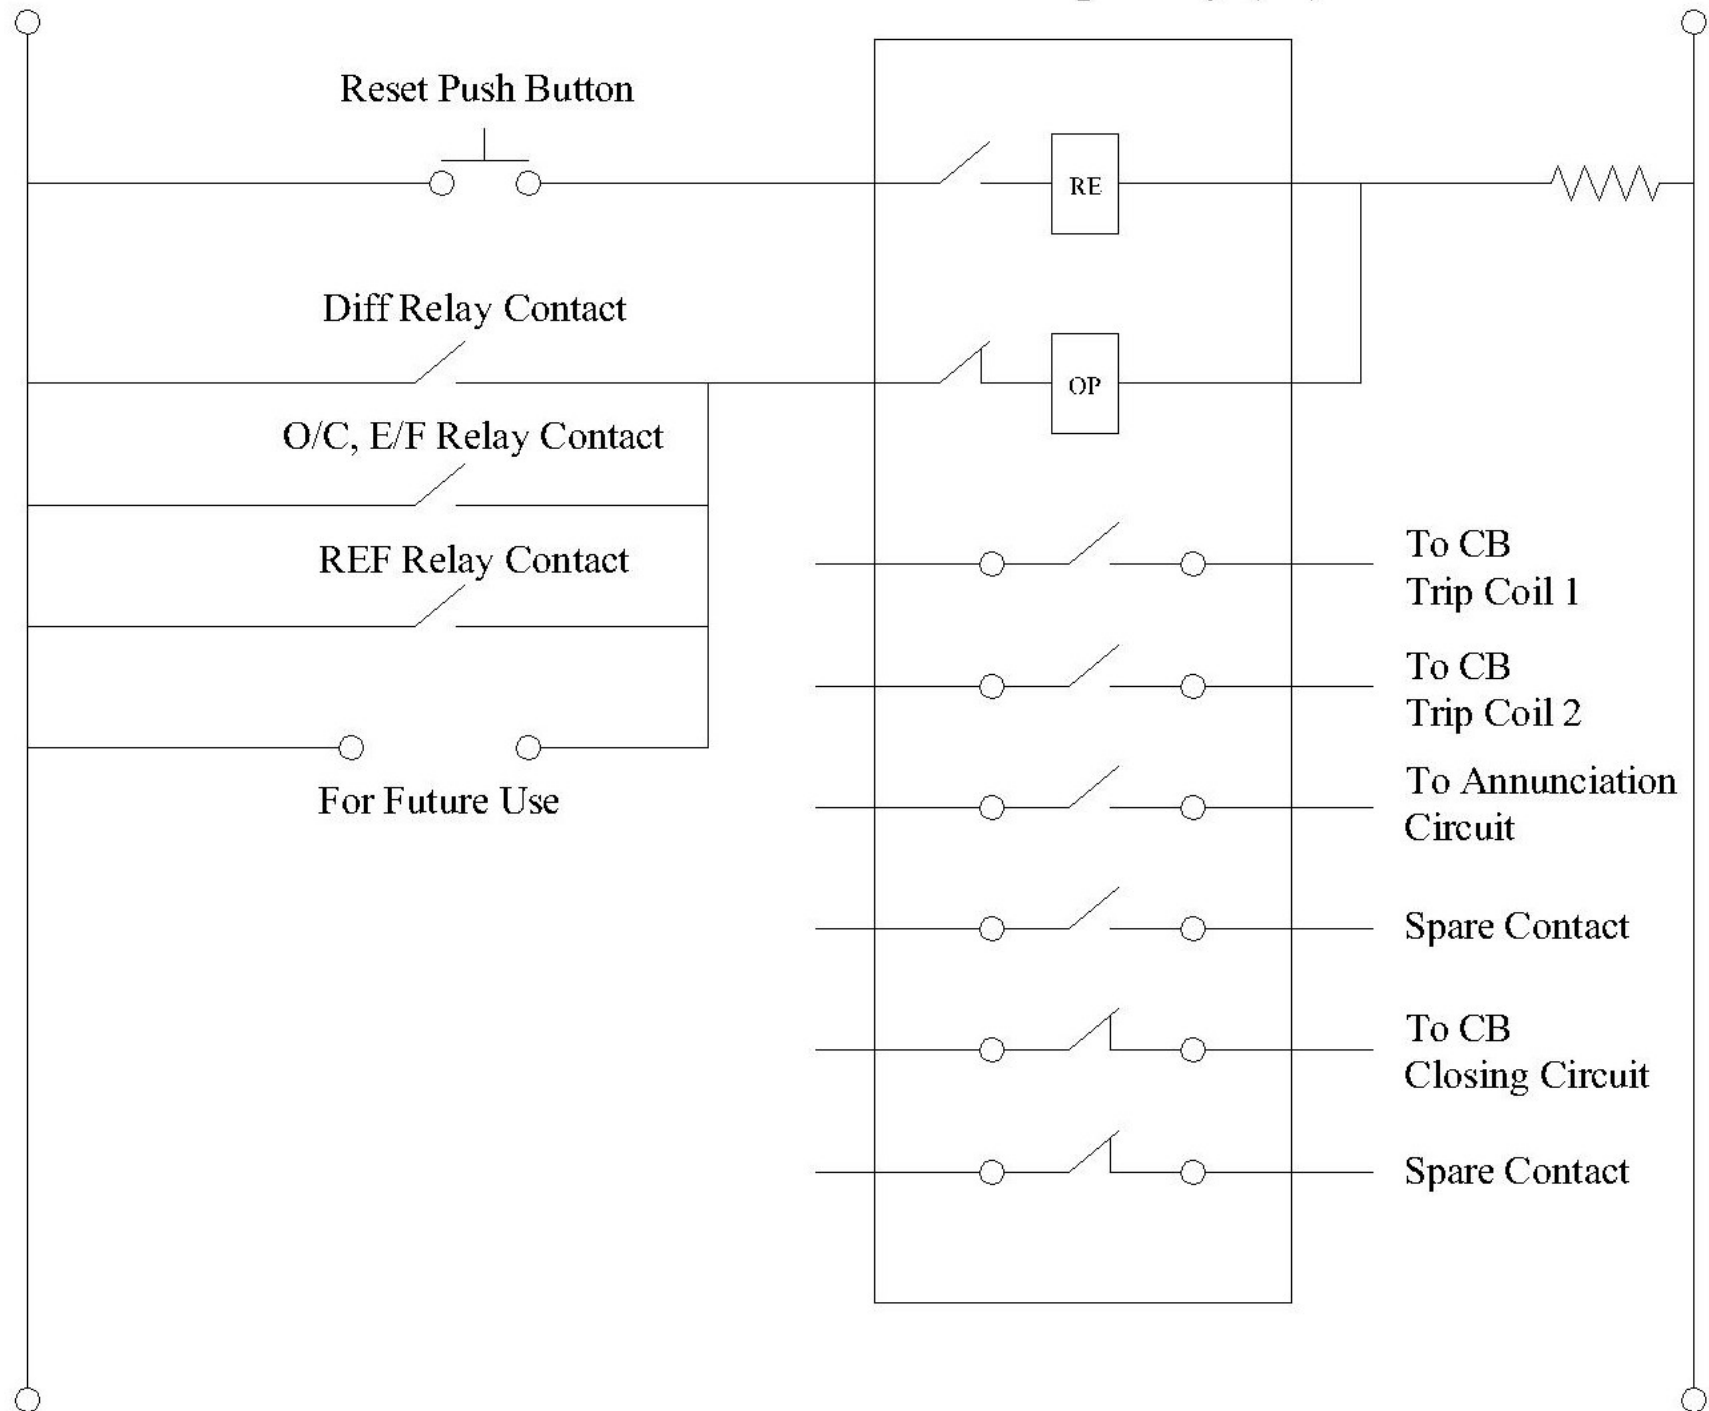 Reset Push Button
RE
Diff Relay Contact
OP
O/C, E/F Relay Contact
REF Relay Contact
For Future Use
To CB
Trip Coil 1
To CB
Trip Coil 2
To Annunciation
Circuit
Spare Contact
To CB
Closing Circuit
Spare Contact